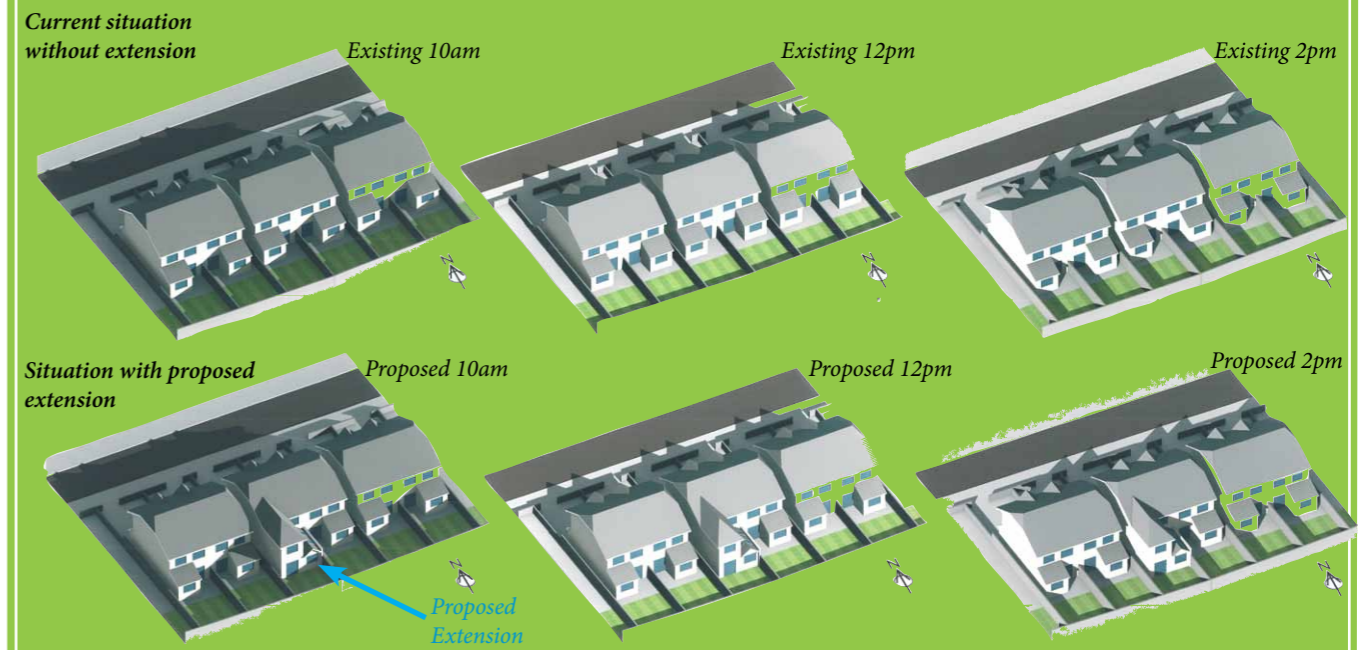 Current situation
without extension
Existing 10am
Existing 12pm
Existing 2pm
N
N
N
Situation with proposed
extension
Proposed 10am
Proposed 12pm
Proposed 2pm
N
N
N
Proposed
Extension